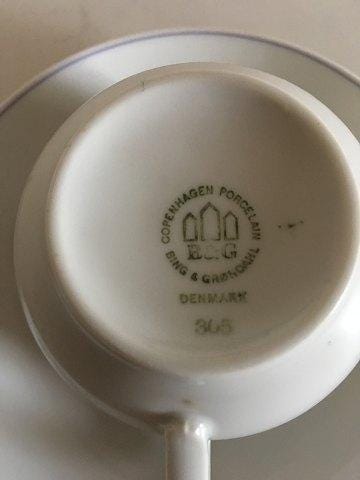 COPENHAGEN PORCELAIN
B&G
BING & GRØNDAHL
DENMARK
305